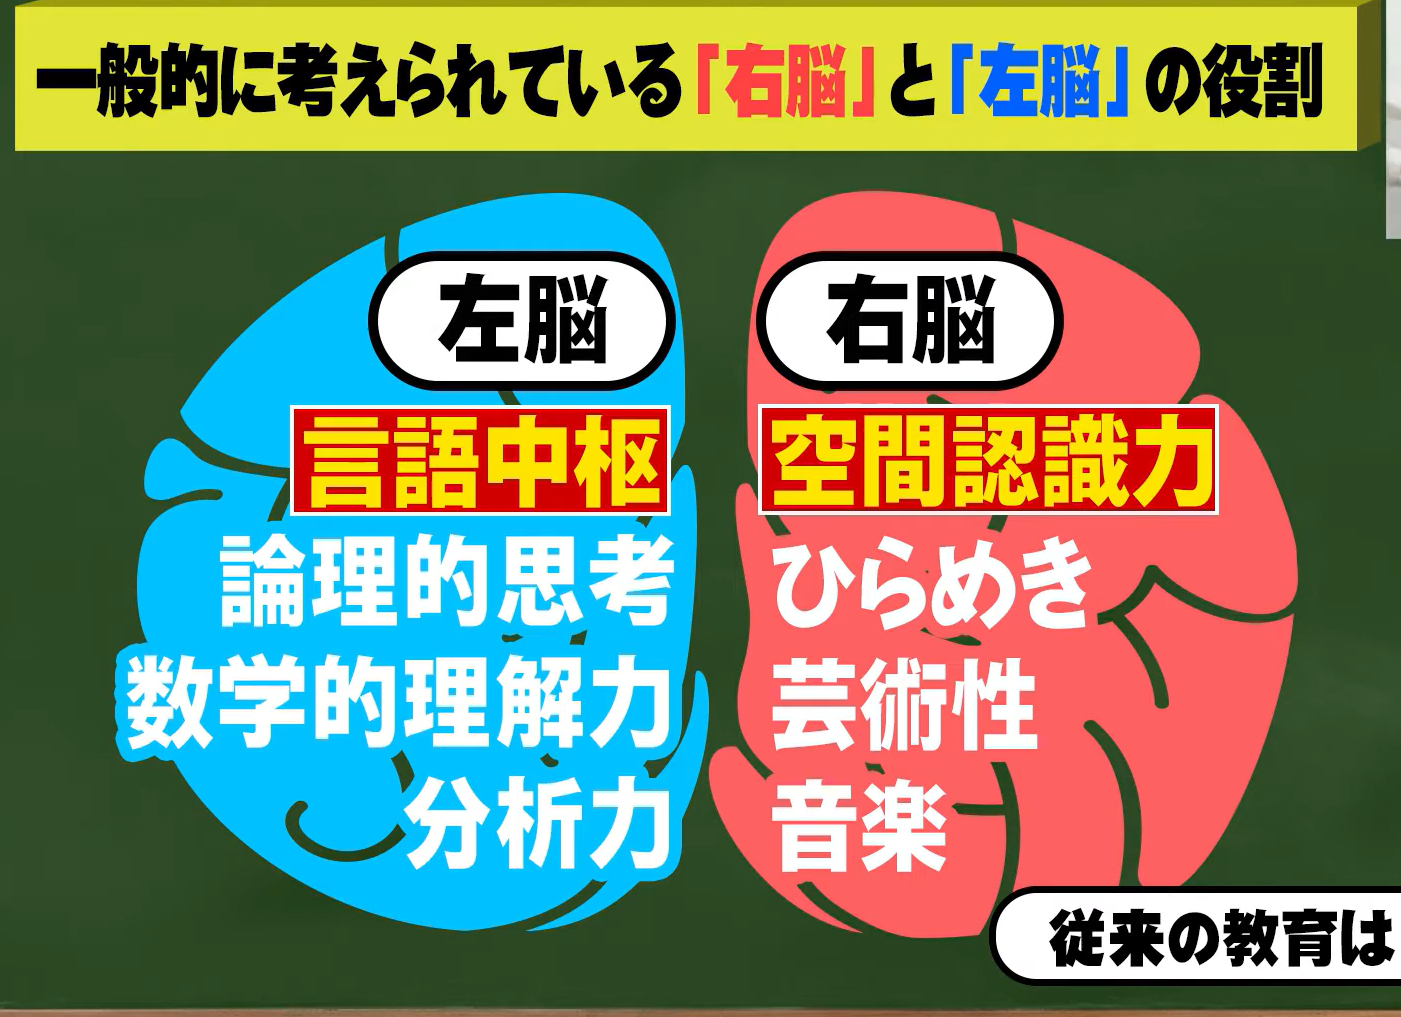 一般的に考えられている「右脳」と「左脳」の役割
左脳
言語中枢
論理的思考
数学的理解力
分析力
右脳
空間認識力
ひらめき
芸術性
音楽
従来の教育は